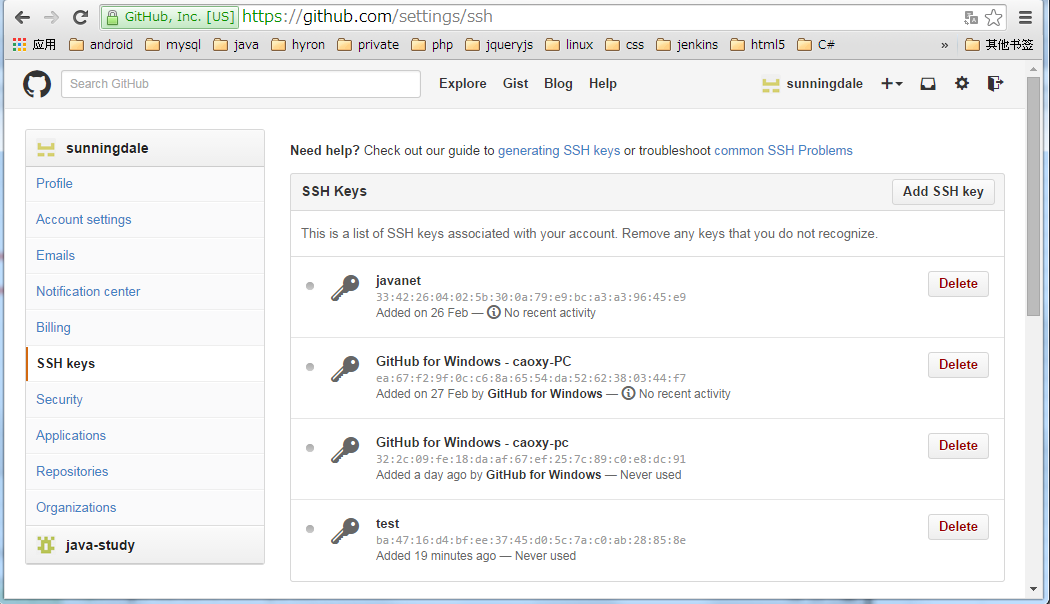 GitHub, Inc. [US] https://github.com/settings/ssh
应用 android mysql java hyron private php jqueryjs linux css jenkins html5 C# » 其他书签
Search GitHub Explore Gist Blog Help sunningdale
sunningdale
Profile
Account settings
Emails
Notification center
Billing
SSH keys
Security
Applications
Repositories
Organizations
java-study
Need help? Check out our guide to generating SSH keys or troubleshoot common SSH Problems
SSH Keys Add SSH key
This is a list of SSH keys associated with your account. Remove any keys that you do not recognize.
javanet
33:42:26:04:02:5b:30:0a:79:e9:bc:a3:a3:96:45:e9
Added on 26 Feb — No recent activity
Delete
GitHub for Windows - caoxy-PC
ea:67:f2:9f:0c:c6:8a:65:54:da:52:62:38:03:44:f7
Added on 27 Feb by GitHub for Windows — No recent activity
Delete
GitHub for Windows - caoxy-pc
32:2c:09:fe:18:da:af:67:ef:25:7c:89:c0:e8:dc:91
Added a day ago by GitHub for Windows — Never used
Delete
test
ba:47:16:d4:bf:ee:37:45:d0:5c:7a:c0:ab:28:85:8e
Added 19 minutes ago — Never used
Delete